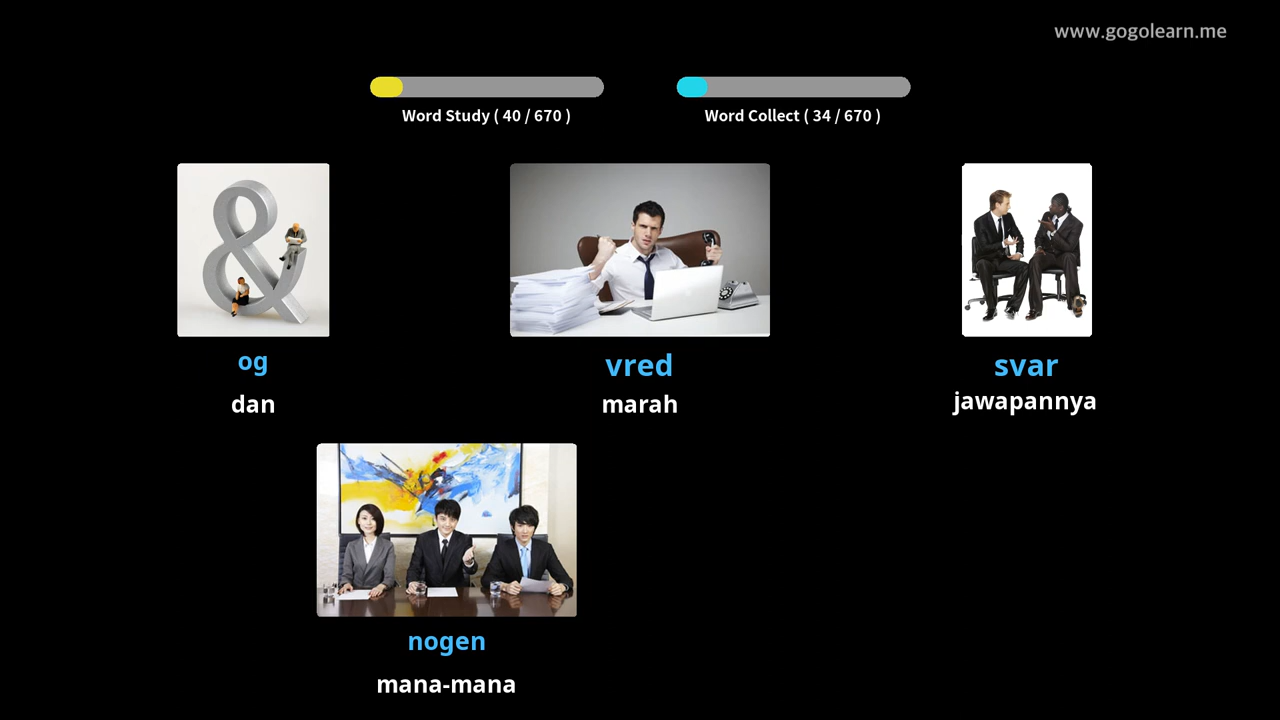 www.gogolearn.me
Word Study ( 40 / 670 )
Word Collect ( 34 / 670 )
&
og
dan
vred
marah
svar
jawapannya
nogen
mana-mana